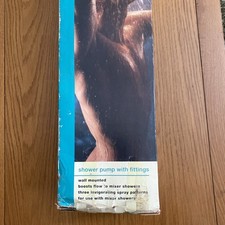 shower pump with fittings
wall mounted
boosts flow in mixer showers
three invigorating spray patterns
for use with mixer showers